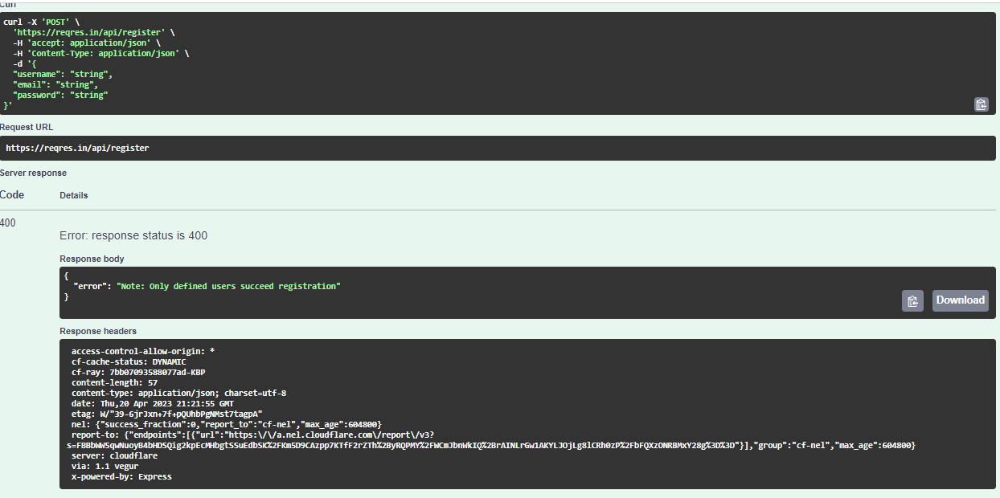 Curl
curl -X 'POST' \
'https://reqres.in/api/register' \
-H 'accept: application/json' \
-H 'Content-Type: application/json' \
-d '{
"username": "string",
"email": "string",
"password": "string"
}'
Request URL
https://reqres.in/api/register
Server response
Code Details
400
Error: response status is 400
Response body
{
"error": "Note: Only defined users succeed registration"
}
Download
Response headers
access-control-allow-origin: *
cf-cache-status: DYNAMIC
cf-ray: 7bb07093588077ad-KBP
content-length: 57
content-type: application/json; charset=utf-8
date: Thu,20 Apr 2023 21:21:55 GMT
etag: W/"39-6jrJxn+7f+pQUhbPgNMst7tagpA"
nel: {"success_fraction":0,"report_to":"cf-nel","max_age":604800}
report-to: {"endpoints":[{"url":"https:\/\/a.nel.cloudflare.com\/report\/v3?
s=FBBbWW5qwNuoyB4bHDSQig2kpEcMHbgtSSuEdbSK%2FKm5D9CAzpp7KTfF2rZTh%2ByRQPMY%2FWCmJbnWkIQ%2BrAINLrGw1AKYLJOjLg8lCRh0zP%2FbFQXzONRBMxY28g%3D%3D"}],"group":"cf-nel","max_age":604800}
server: cloudflare
via: 1.1 vegur
x-powered-by: Express